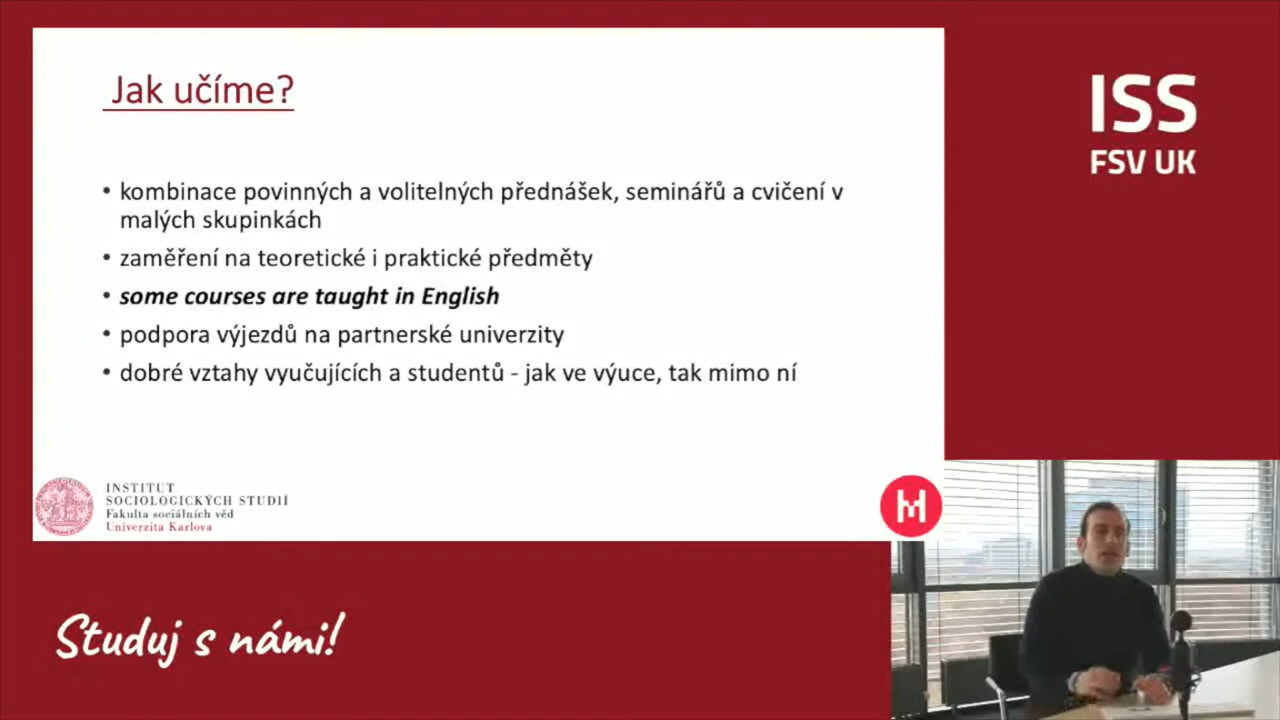 Jak učíme?
• kombinace povinných a volitelných přednášek, seminářů a cvičení v
malých skupinkách
• zaměření na teoretické i praktické předměty
• some courses are taught in English
• podpora výjezdů na partnerské univerzity
• dobré vztahy vyučujících a studentů - jak ve výuce, tak mimo ní
INSTITUT
SOCIOLOGICKÝCH STUDIÍ
Fakulta sociálních věd
Univerzita Karlova
M
ISS
FSV UK
Studuj s námi!